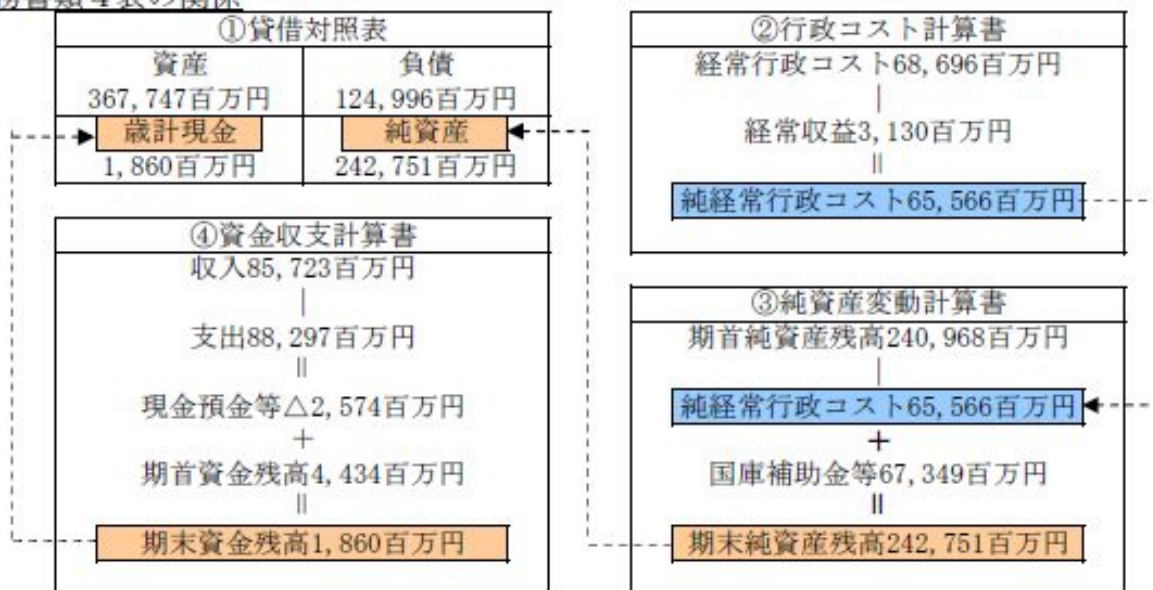 務書類４表の関係
①貸借対照表
資産 負債
367,747百万円 124,996百万円
歳計現金 純資産
1,860百万円 242,751百万円
②行政コスト計算書
経常行政コスト68,696百万円
｜
経常収益3,130百万円
||
純経常行政コスト65,566百万円
④資金収支計算書
収入85,723百万円
｜
支出88,297百万円
||
現金預金等△2,574百万円
＋
期首資金残高4,434百万円
||
期末資金残高1,860百万円
③純資産変動計算書
期首純資産残高240,968百万円
｜
純経常行政コスト65,566百万円
＋
国庫補助金等67,349百万円
||
期末純資産残高242,751百万円